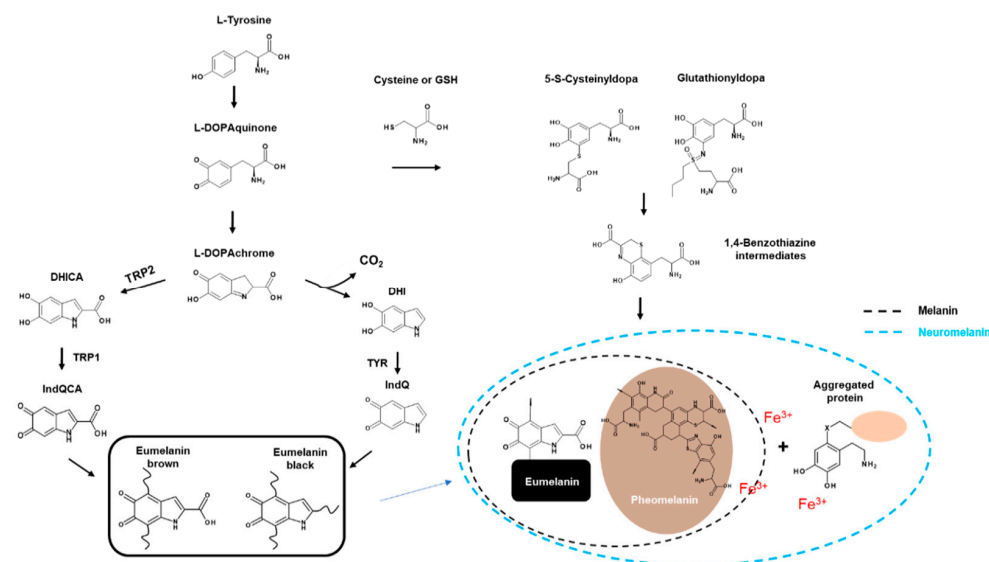 L-Tyrosine
L-DOPAquinone
Cysteine or GSH
5-S-Cysteinyldopa
Glutathionyldopa
L-DOPAchrome
CO2
DHICA
TRP2
DHI
1,4-Benzothiazine
intermediates
TRP1
TYR
IndQCA
IndQ
Melanin
Neuromelanin
Eumelanin
brown
Eumelanin
black
Eumelanin
Pheomelanin
Aggregated
protein
Fe3+
+
Fe3+
Fe3+